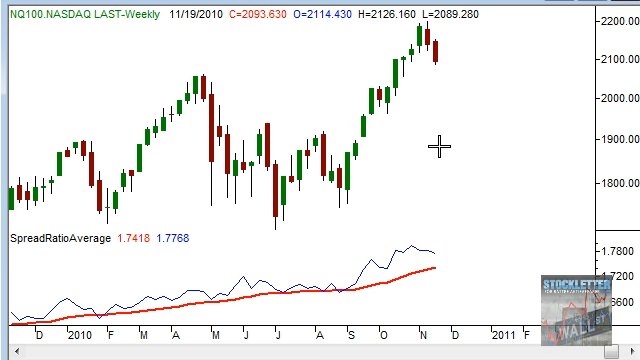 NQ100.NASDAQ LAST-Weekly 11/19/2010 C=2093.630 O=2114.430 H=2126.160 L=2089.280
2200.00
2100.00
2000.00
1900.00
1800.00
SpreadRatioAverage 1.7418 1.7768
1.7800
1.7200
6600
STOCKLETTER
WALL ST
D 2010 F M A M J J A S O N D 2011 F